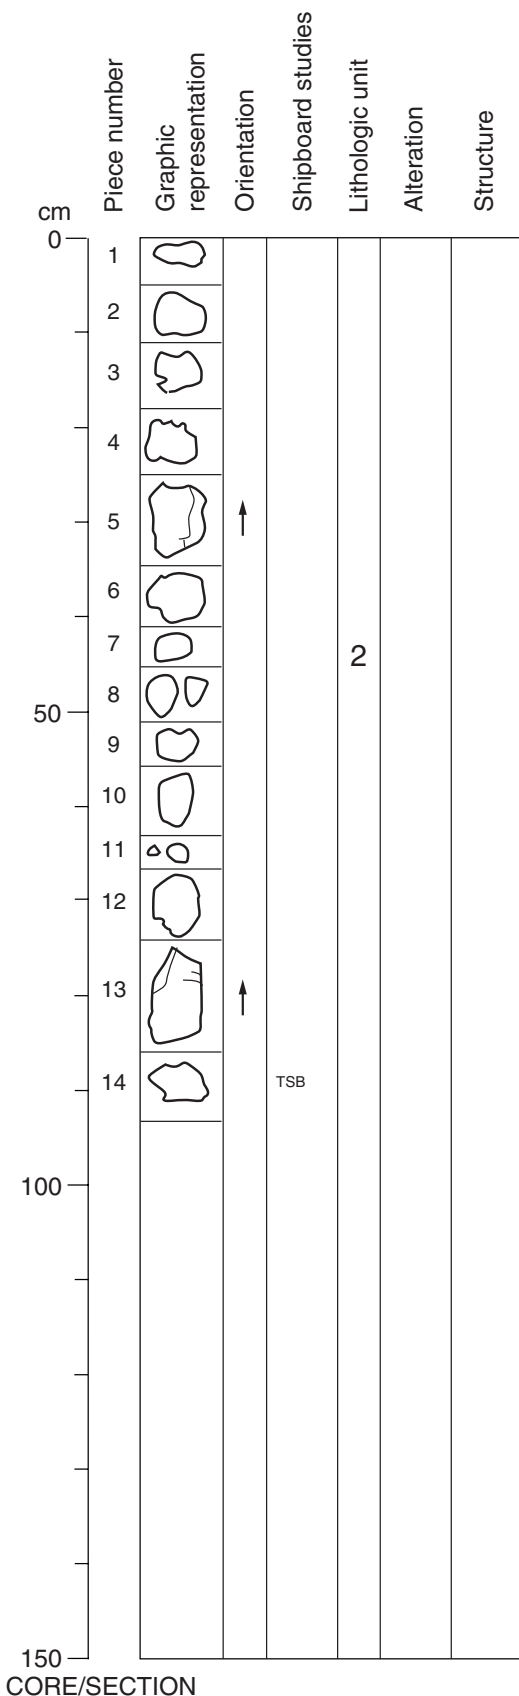 cm
Piece number
Graphic
representation
Orientation
Shipboard studies
Lithologic unit
Alteration
Structure
0
1
2
3
4
5
6
7
2
8
50
9
10
11
12
13
14
TSB
100
150
CORE/SECTION